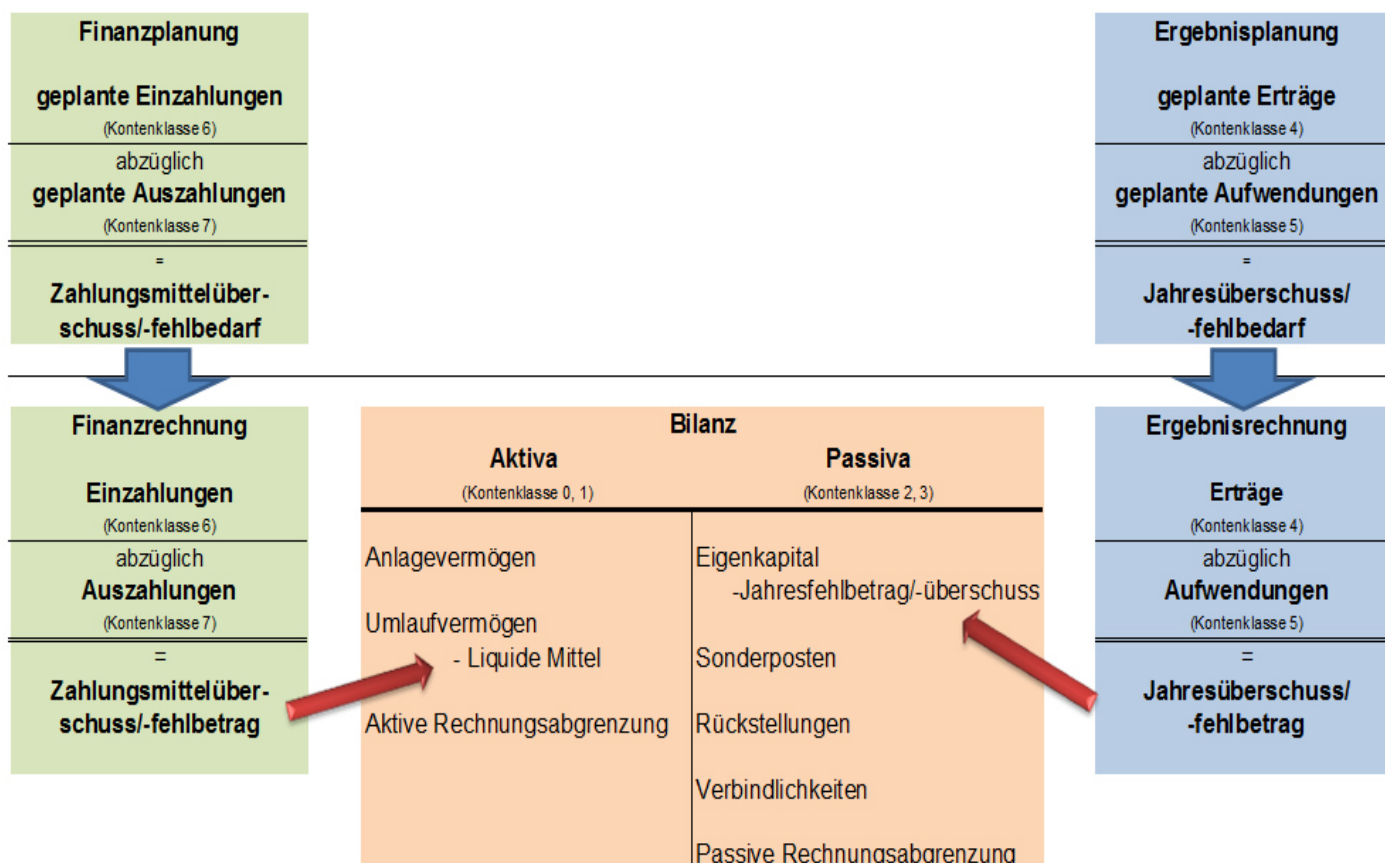 Finanzplanung
geplante Einzahlungen
(Kontenklasse 6)
abzüglich
geplante Auszahlungen
(Kontenklasse 7)
=
Zahlungsmittelüber-
schuss/-fehlbedarf
Ergebnisplanung
geplante Erträge
(Kontenklasse 4)
abzüglich
geplante Aufwendungen
(Kontenklasse 5)
=
Jahresüberschuss/
-fehlbedarf
Finanzrechnung
Einzahlungen
(Kontenklasse 6)
abzüglich
Auszahlungen
(Kontenklasse 7)
=
Zahlungsmittelüber-
schuss/-fehlbetrag
Bilanz
Aktiva
(Kontenklasse 0, 1)
Anlagevermögen
Umlaufvermögen
- Liquide Mittel
Aktive Rechnungsabgrenzung
Passiva
(Kontenklasse 2, 3)
Eigenkapital
-Jahresfehlbetrag/-überschuss
Sonderposten
Rückstellungen
Verbindlichkeiten
Passive Rechnungsabgrenzung
Ergebnisrechnung
Erträge
(Kontenklasse 4)
abzüglich
Aufwendungen
(Kontenklasse 5)
=
Jahresüberschuss/
-fehlbetrag